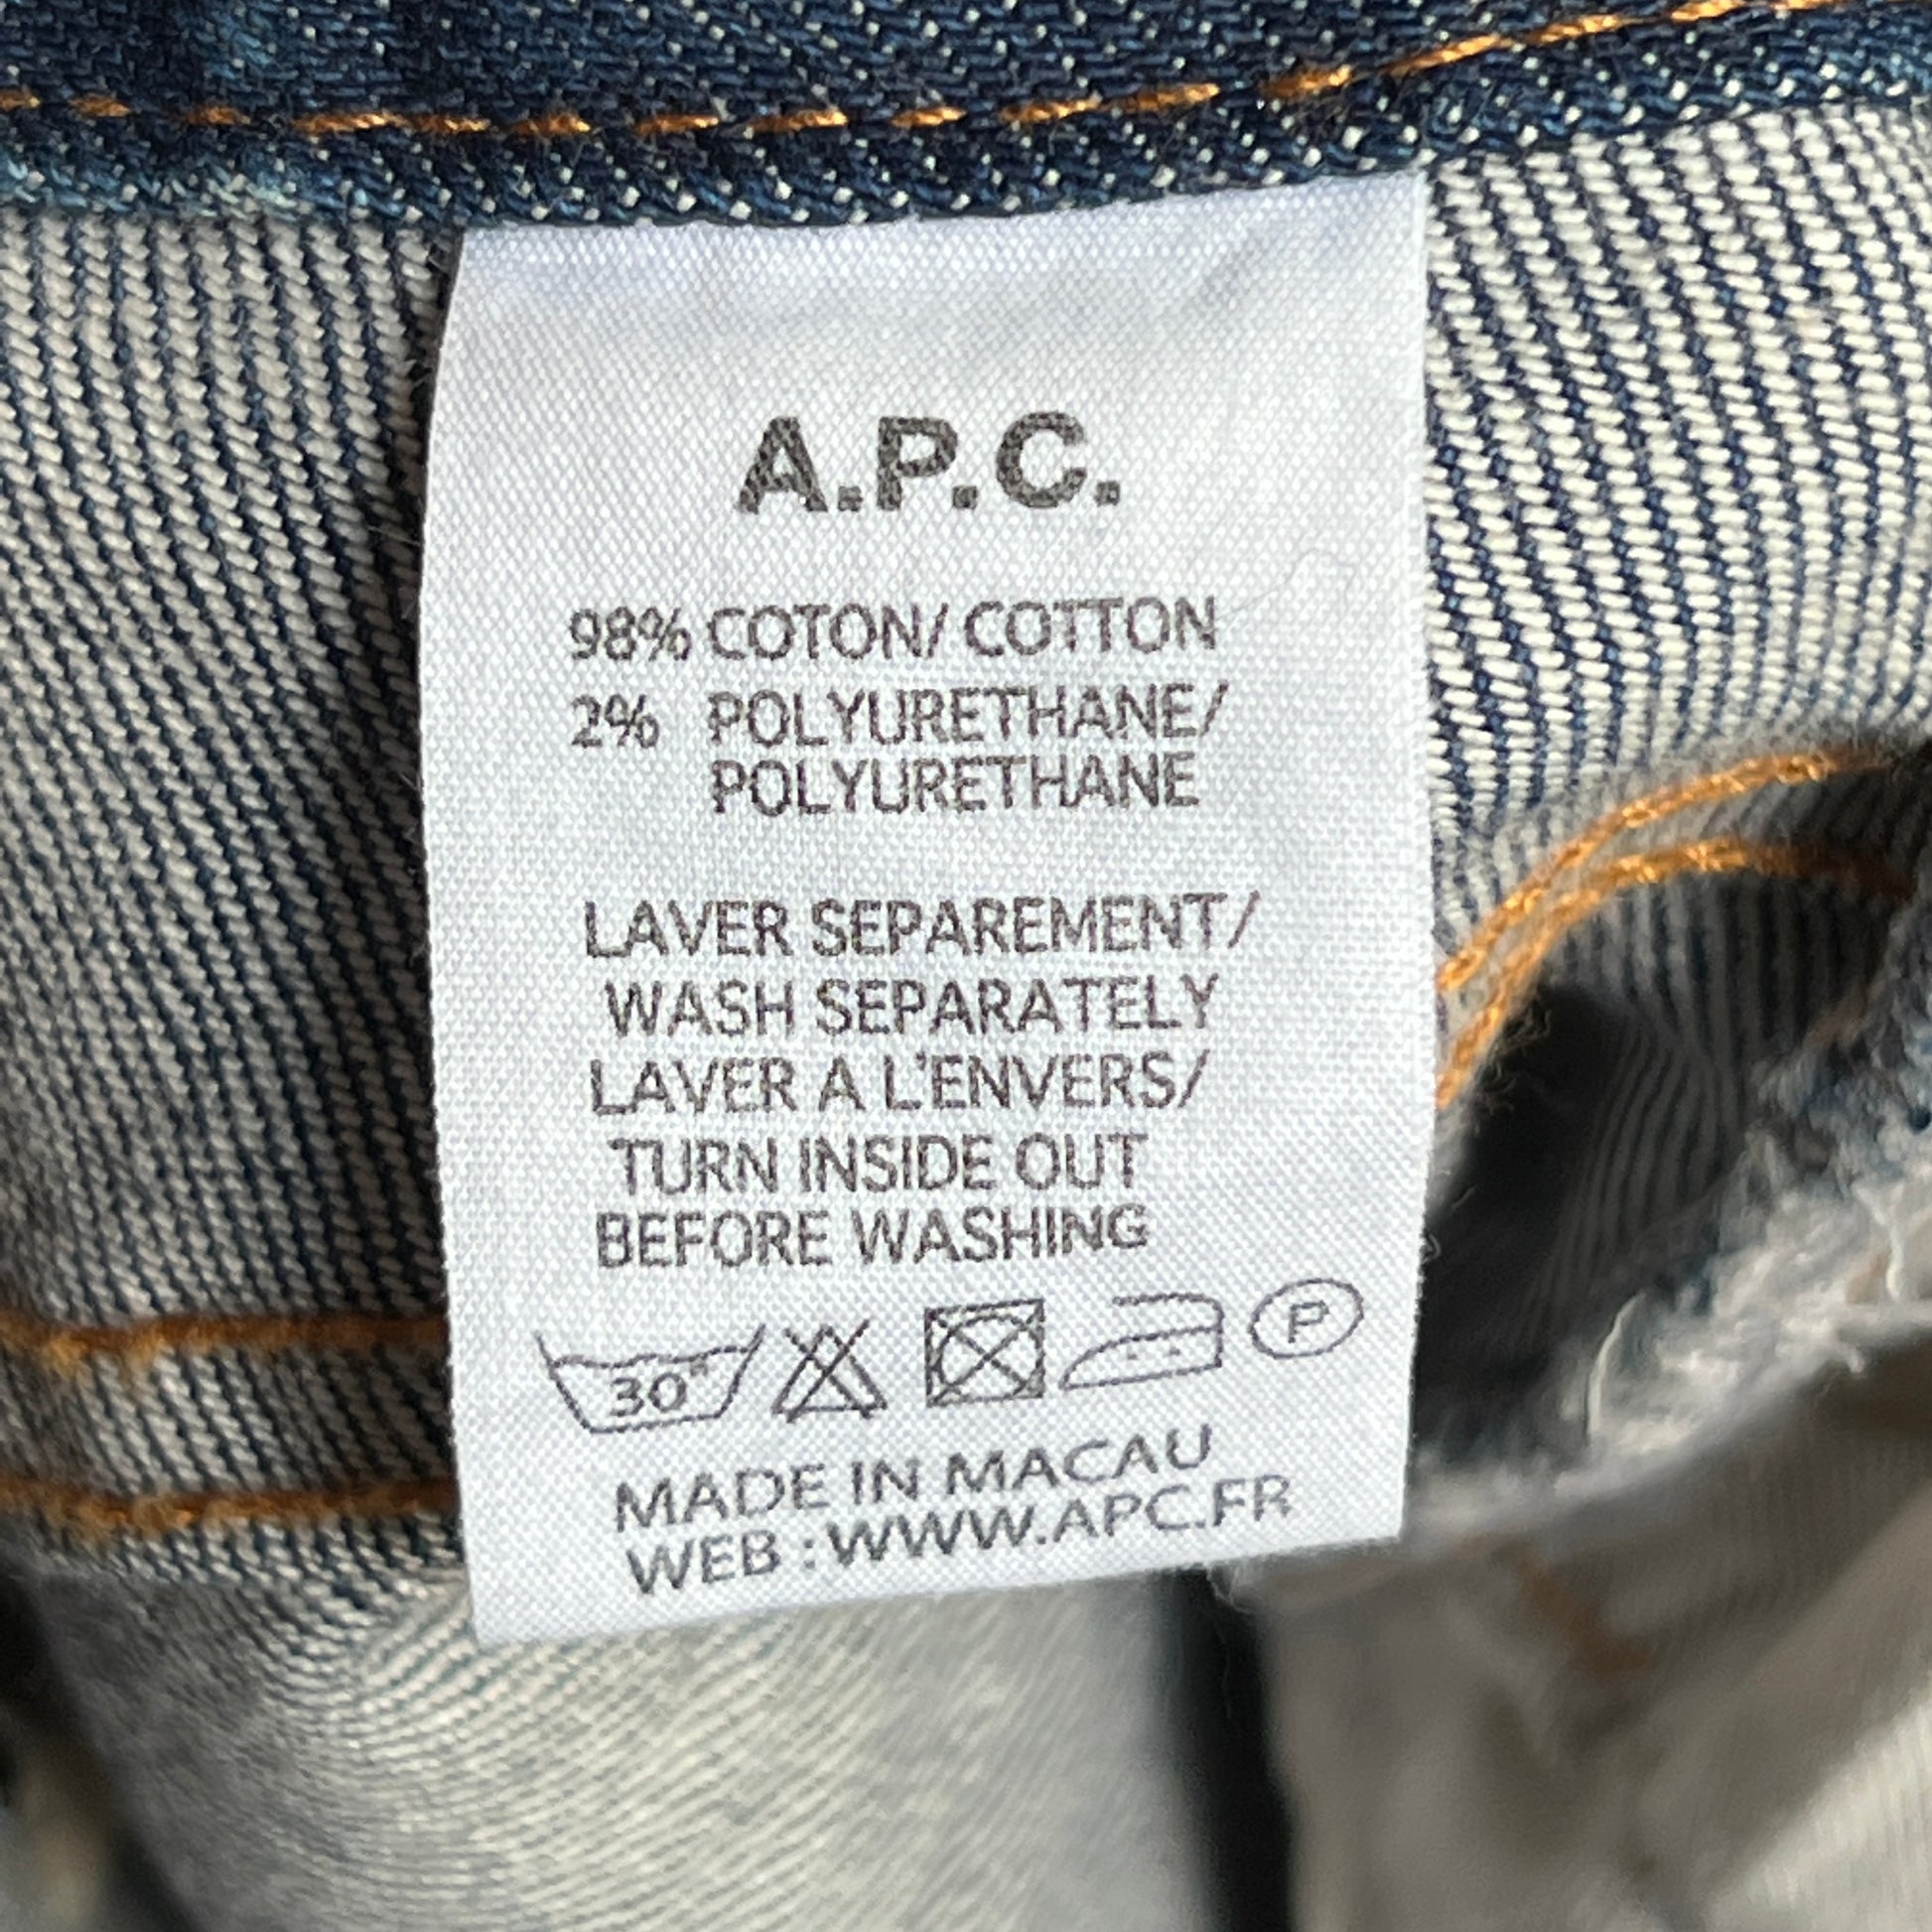 A.P.C.
98% COTON/ COTTON
2% POLYURETHANE/
POLYURETHANE
LAVER SEPAREMENT/
WASH SEPARATELY
LAVER A L'ENVERS/
TURN INSIDE OUT
BEFORE WASHING
30° P
MADE IN MACAU
WEB : WWW.APC.FR